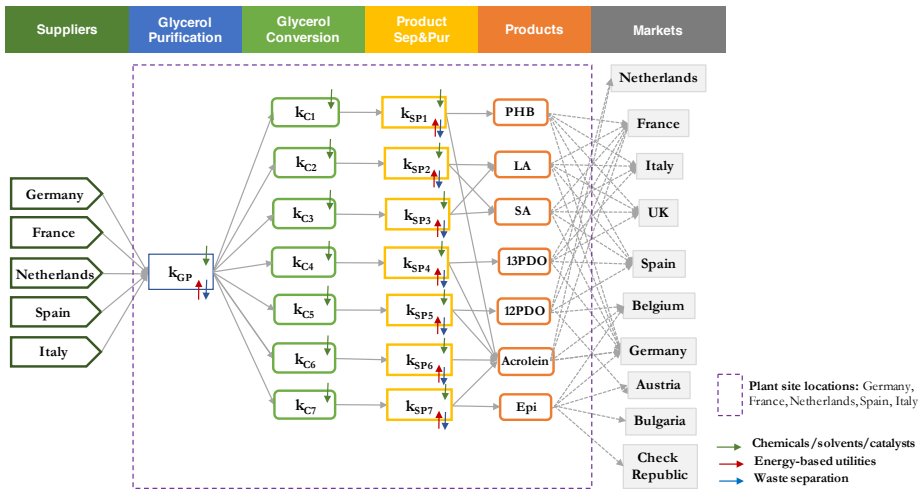 Suppliers
Glycerol
Purification
Glycerol
Conversion
Product
Sep&Pur
Products
Markets
Germany
France
Netherlands
Spain
Italy
kGP
kC1
kC2
kC3
kC4
kC5
kC6
kC7
kSP1
kSP2
kSP3
kSP4
kSP5
kSP6
kSP7
PHB
LA
SA
13PDO
12PDO
Acrolein
Epi
Netherlands
France
Italy
UK
Spain
Belgium
Germany
Austria
Bulgaria
Check
Republic
Plant site locations: Germany,
France, Netherlands, Spain, Italy
Chemicals/solvents/catalysts
Energy-based utilities
Waste separation